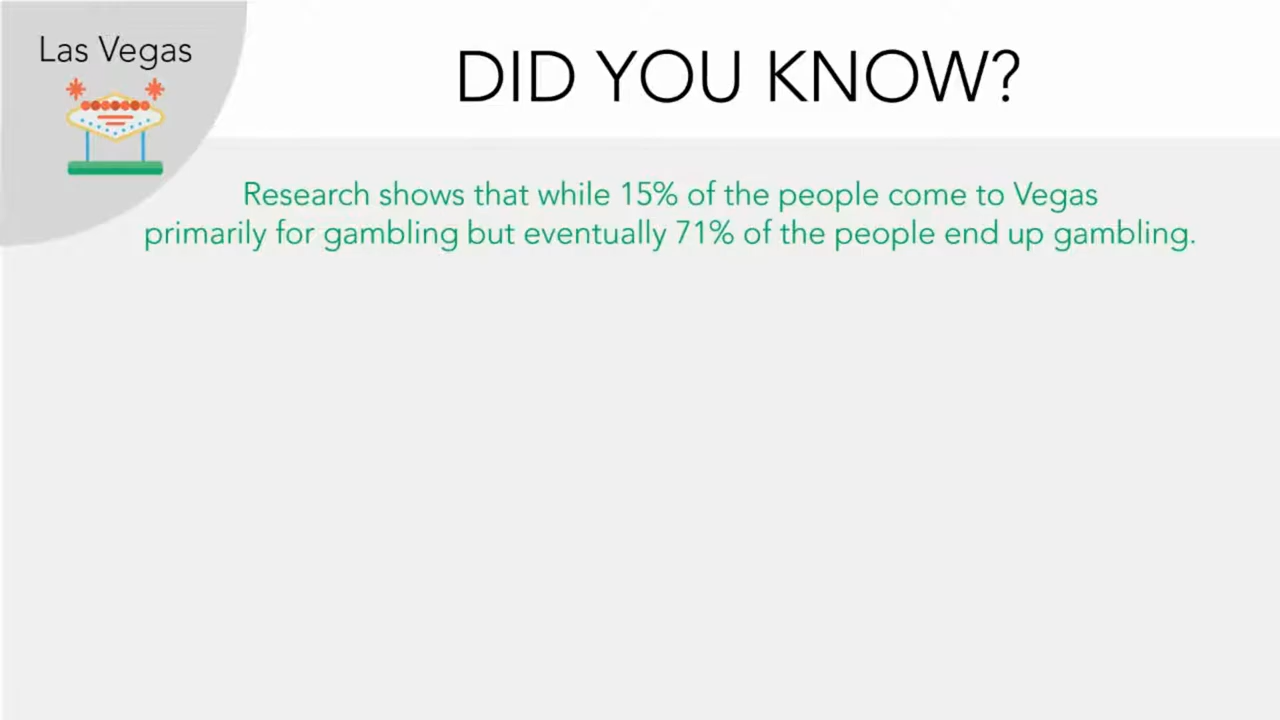 Las Vegas
DID YOU KNOW?
Research shows that while 15% of the people come to Vegas
primarily for gambling but eventually 71% of the people end up gambling.